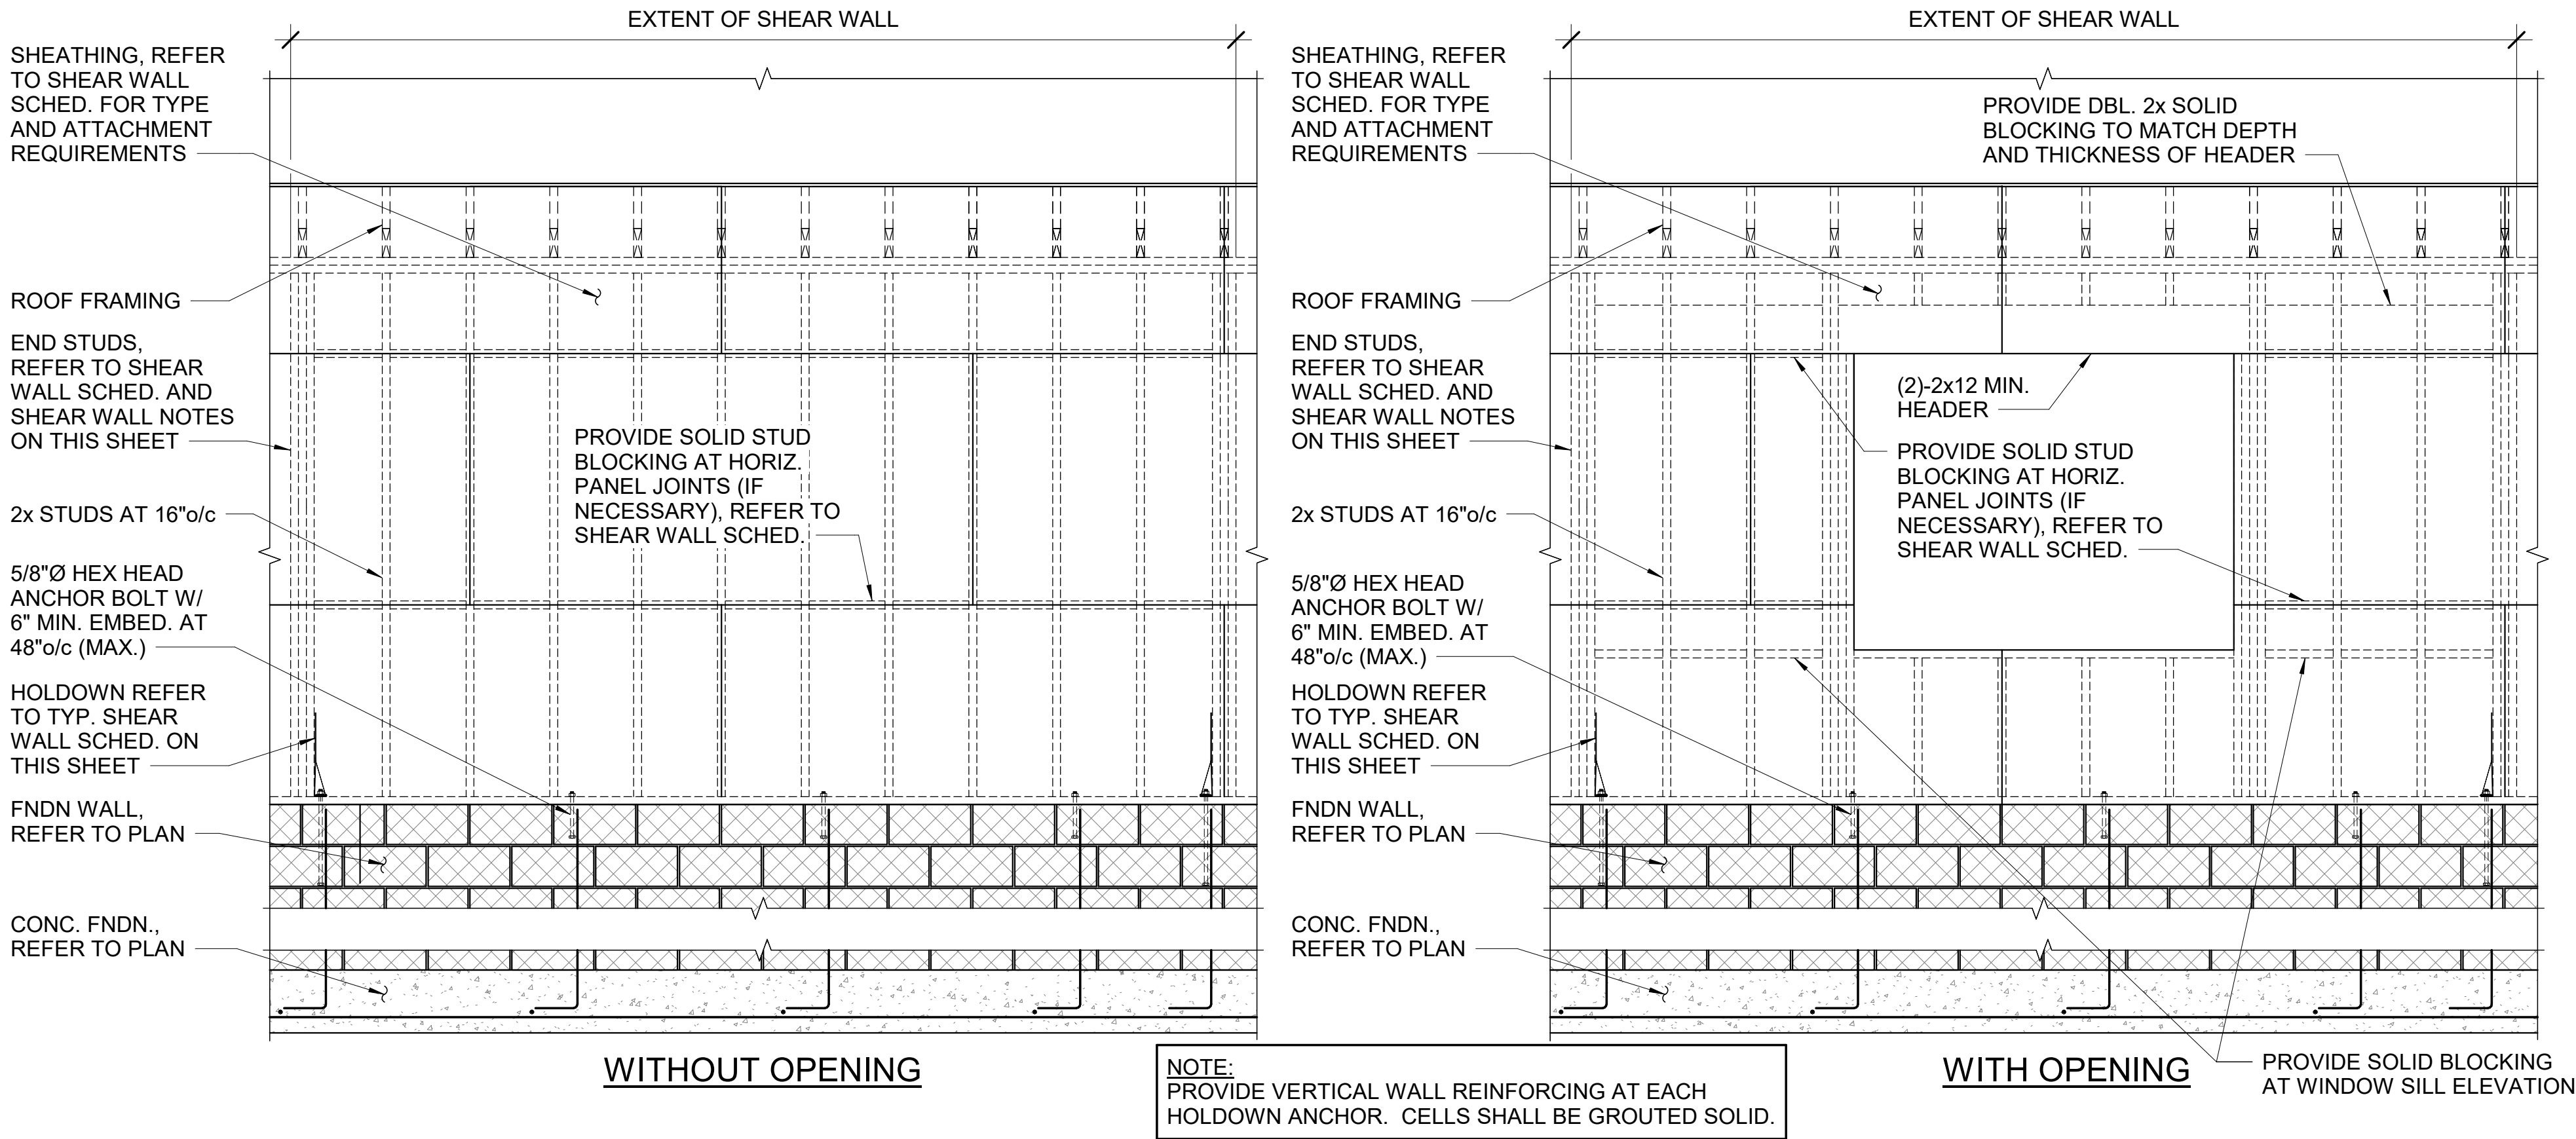 EXTENT OF SHEAR WALL
SHEATHING, REFER
TO SHEAR WALL
SCHED. FOR TYPE
AND ATTACHMENT
REQUIREMENTS
ROOF FRAMING
END STUDS,
REFER TO SHEAR
WALL SCHED. AND
SHEAR WALL NOTES
ON THIS SHEET
PROVIDE SOLID STUD
BLOCKING AT HORIZ.
PANEL JOINTS (IF
NECESSARY), REFER TO
SHEAR WALL SCHED.
2x STUDS AT 16"o/c
5/8"Ø HEX HEAD
ANCHOR BOLT W/
6" MIN. EMBED. AT
48"o/c (MAX.)
HOLDOWN REFER
TO TYP. SHEAR
WALL SCHED. ON
THIS SHEET
FNDN WALL,
REFER TO PLAN
CONC. FNDN.,
REFER TO PLAN
WITHOUT OPENING
EXTENT OF SHEAR WALL
SHEATHING, REFER
TO SHEAR WALL
SCHED. FOR TYPE
AND ATTACHMENT
REQUIREMENTS
PROVIDE DBL. 2x SOLID
BLOCKING TO MATCH DEPTH
AND THICKNESS OF HEADER
ROOF FRAMING
END STUDS,
REFER TO SHEAR
WALL SCHED. AND
SHEAR WALL NOTES
ON THIS SHEET
(2)-2x12 MIN.
HEADER
PROVIDE SOLID STUD
BLOCKING AT HORIZ.
PANEL JOINTS (IF
NECESSARY), REFER TO
SHEAR WALL SCHED.
2x STUDS AT 16"o/c
5/8"Ø HEX HEAD
ANCHOR BOLT W/
6" MIN. EMBED. AT
48"o/c (MAX.)
HOLDOWN REFER
TO TYP. SHEAR
WALL SCHED. ON
THIS SHEET
FNDN WALL,
REFER TO PLAN
CONC. FNDN.,
REFER TO PLAN
WITH OPENING
PROVIDE SOLID BLOCKING
AT WINDOW SILL ELEVATION
NOTE:
PROVIDE VERTICAL WALL REINFORCING AT EACH
HOLDOWN ANCHOR. CELLS SHALL BE GROUTED SOLID.